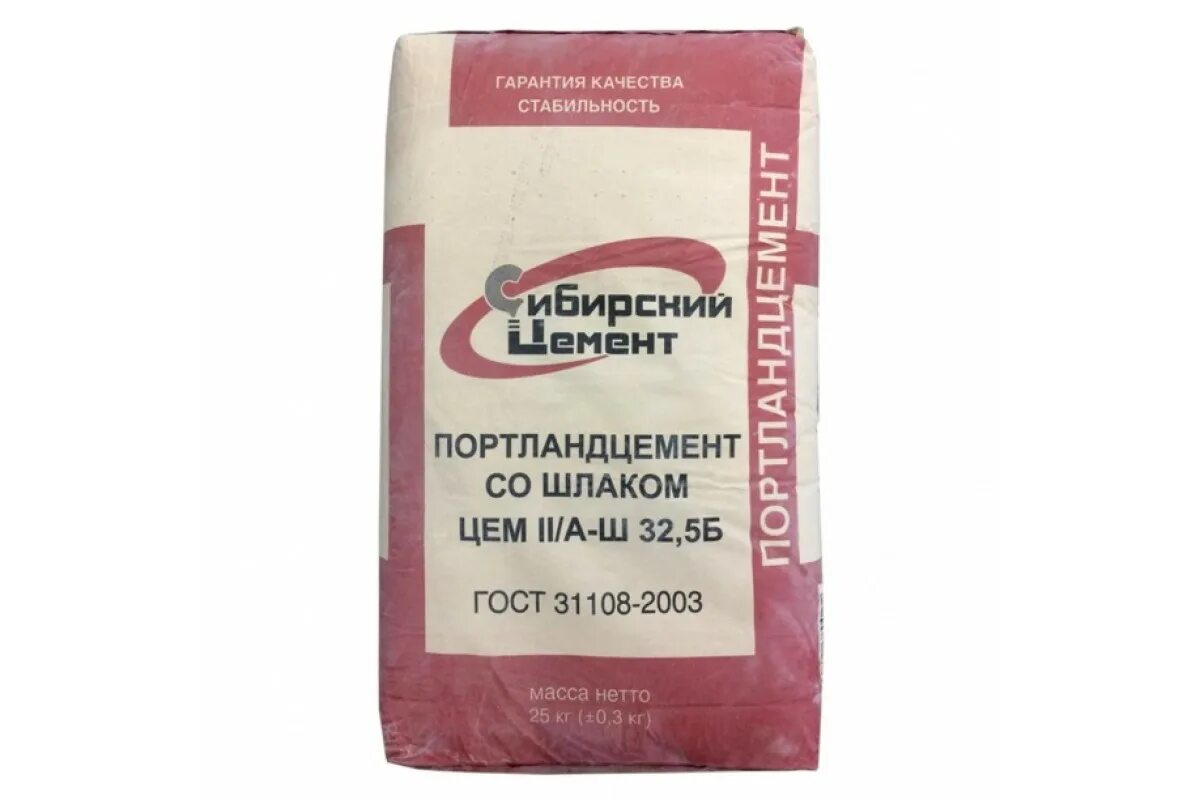 ГАРАНТИЯ КАЧЕСТВА
СТАБИЛЬНОСТЬ
Сибирский
Цемент
ПОРТЛАНДЦЕМЕНТ
СО ШЛАКОМ
ЦЕМ II/А-Ш 32,5Б
ГОСТ 31108-2003
масса нетто
25 кг (±0,3 кг)
ПОРТЛАНДЦЕМЕНТ